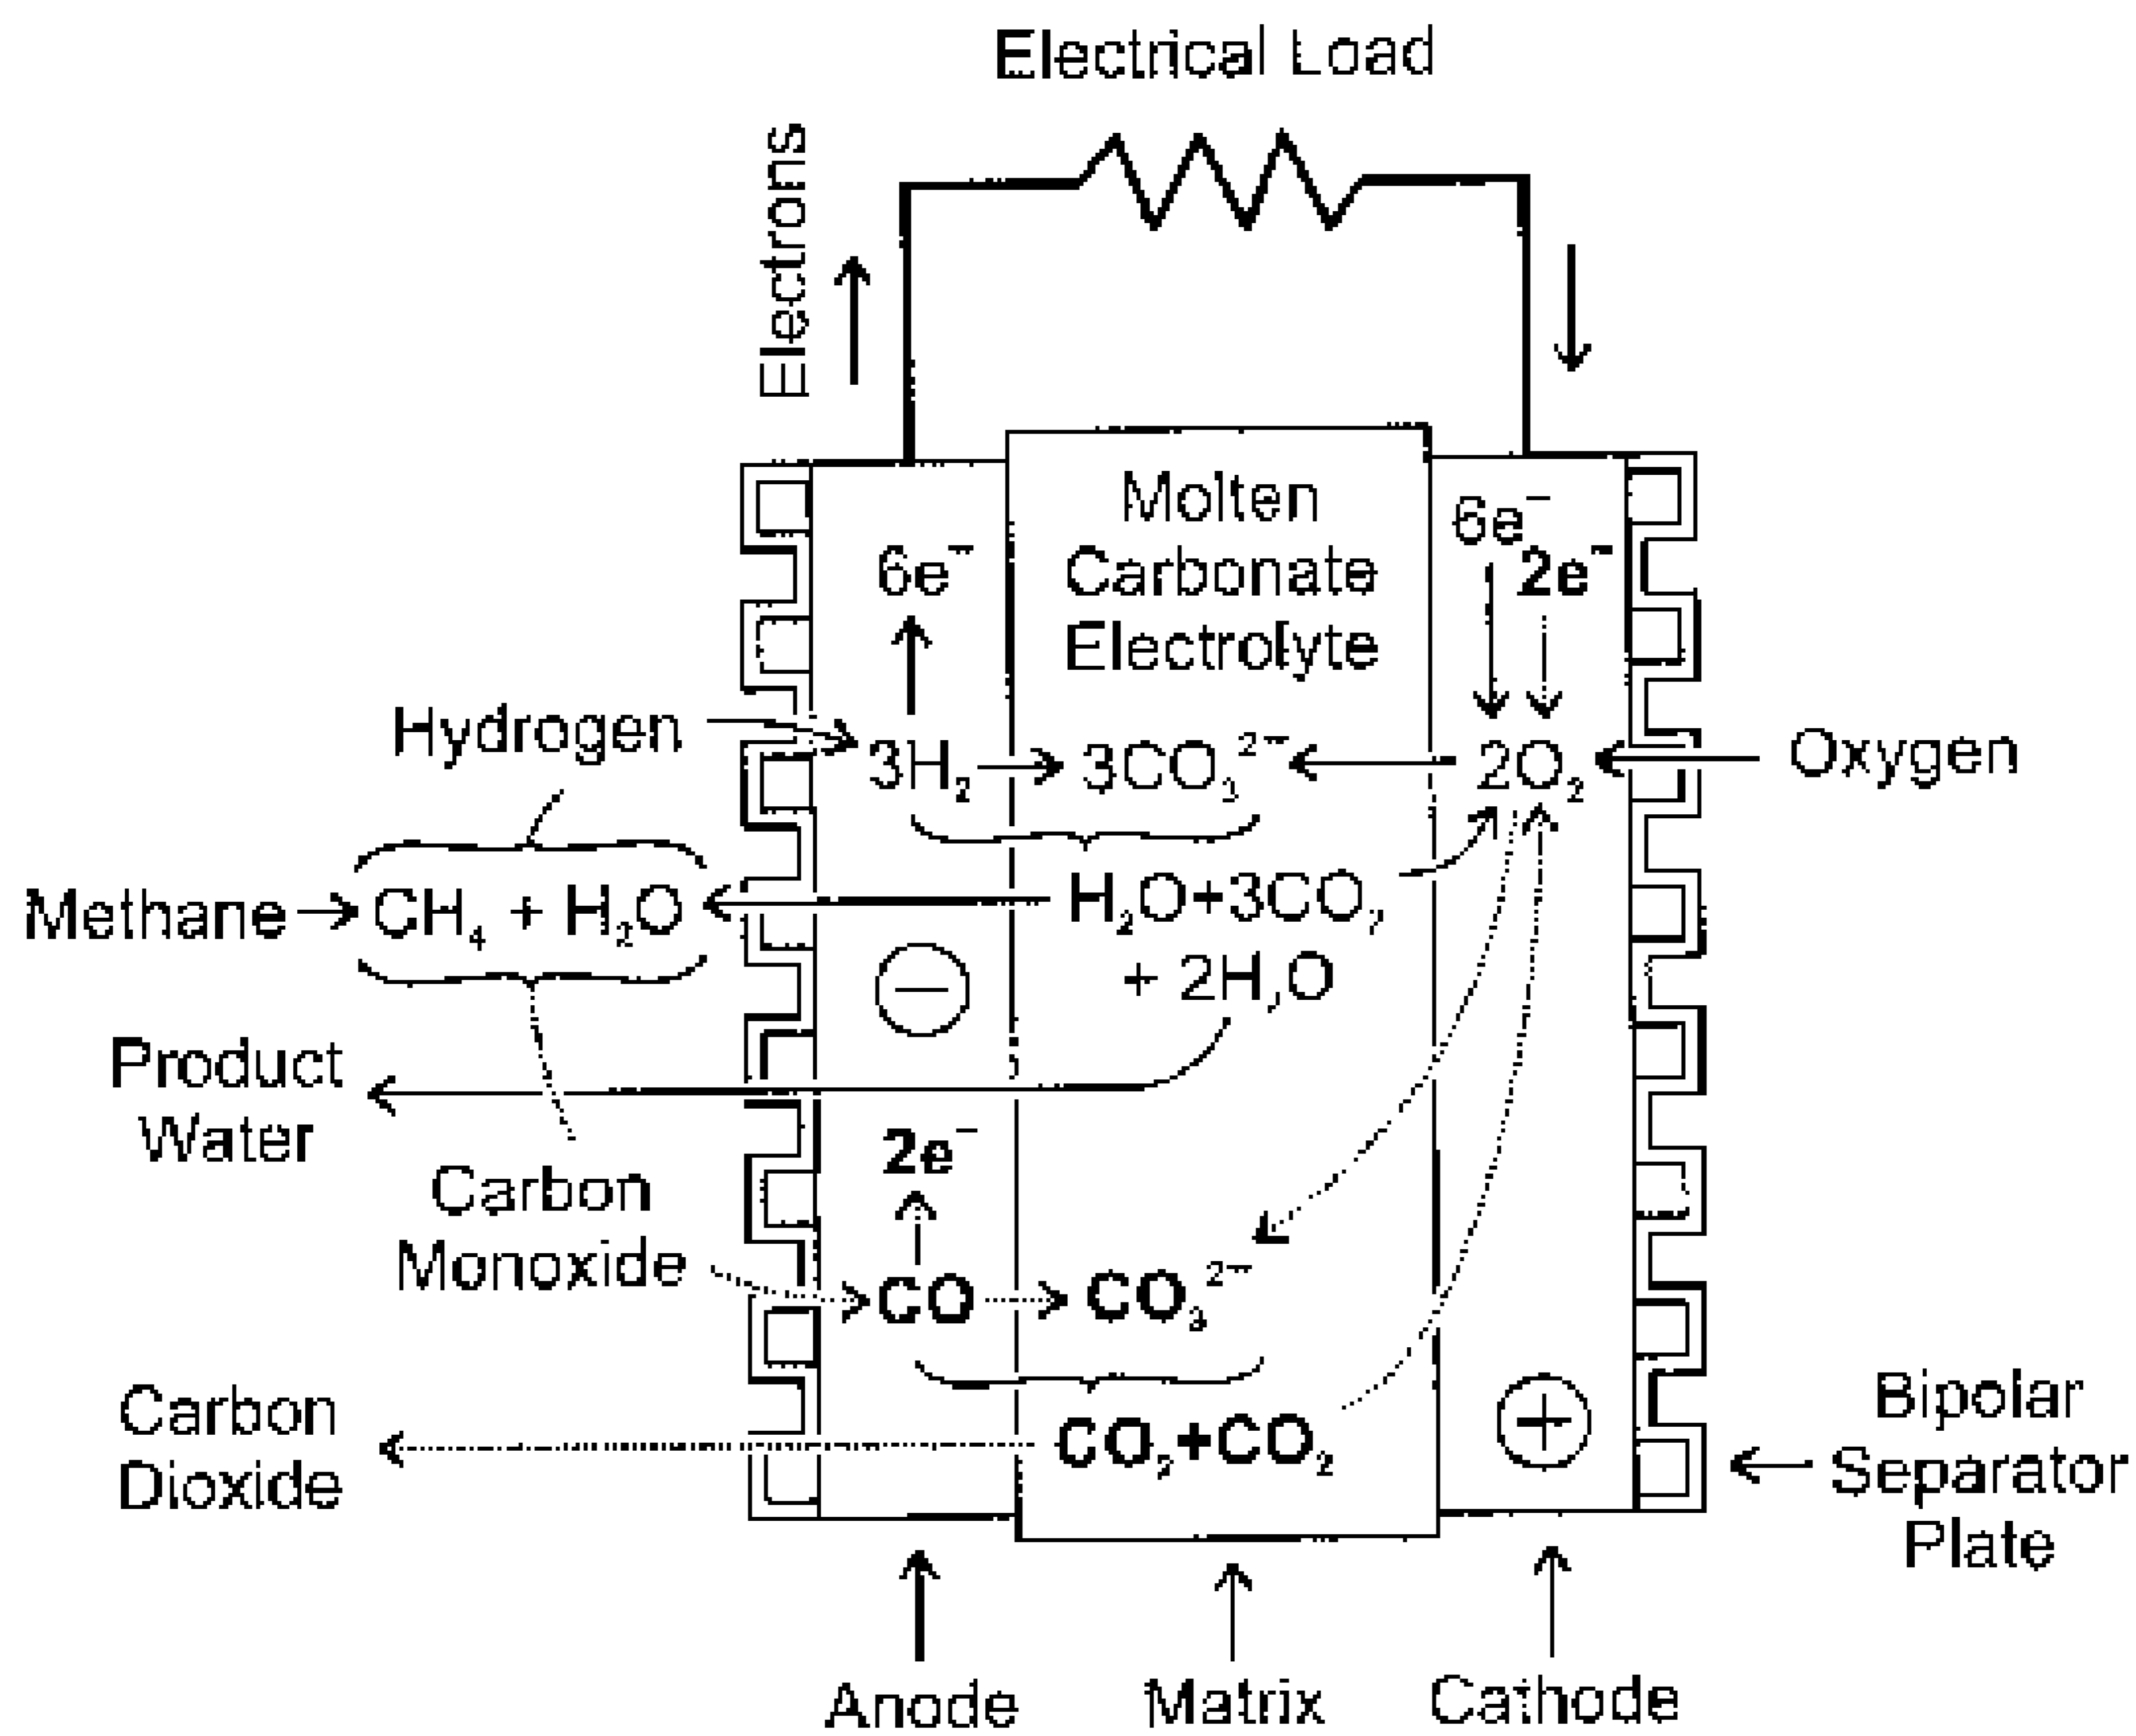 Electrical Load
Electrons
Molten
Carbonate
Electrolyte
6e⁻
6e⁻
2e⁻
Hydrogen
3H₂
3CO₃²⁻
2O₂
Oxygen
Methane
CH₄ + H₂O
H₂O+3CO₂
+ 2H₂O
−
Product
Water
2e⁻
Carbon
Monoxide
CO
CO₃²⁻
Carbon
Dioxide
CO₂+CO₂
+
Bipolar
Separator
Plate
Anode
Matrix
Cathode